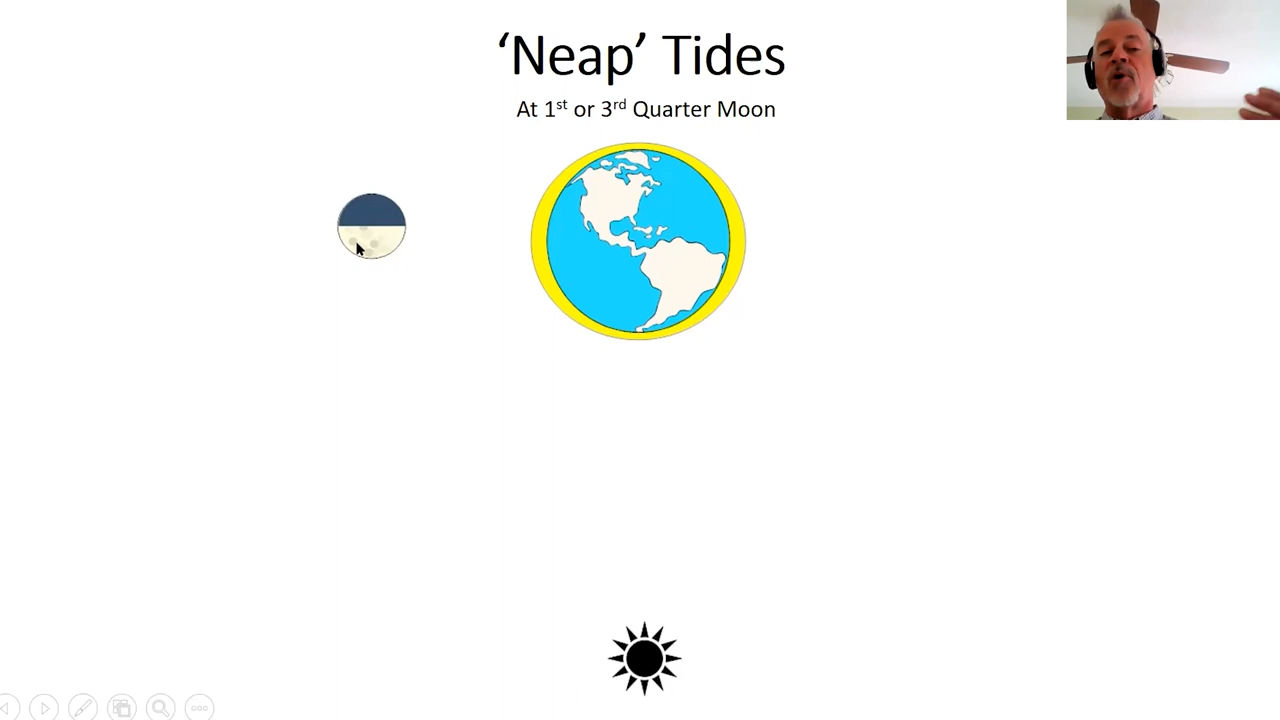 ‘Neap’ Tides
At 1st or 3rd Quarter Moon